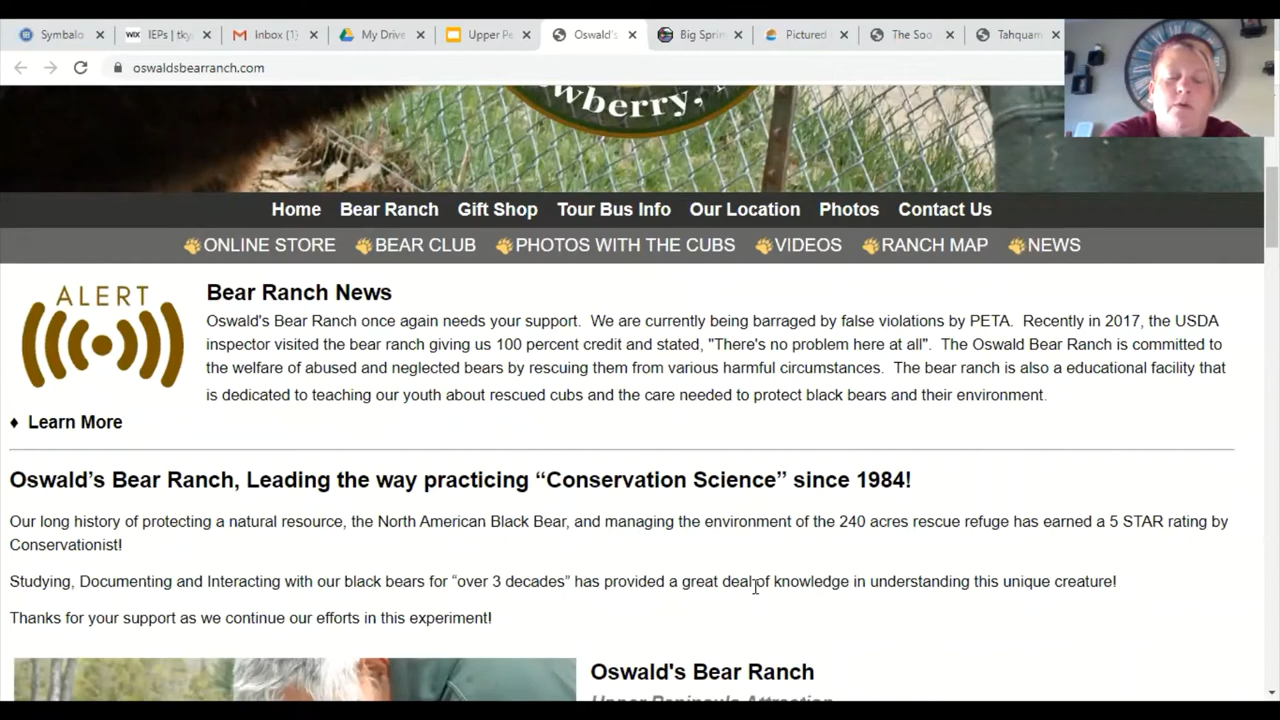 Symbalo
WIX IEPs | tky
Inbox (1)
My Drive
Upper Pe
Oswald's
Big Sprin
Pictured
The Soo
Tahquam
oswaldsbearranch.com
wberry,
Home Bear Ranch Gift Shop Tour Bus Info Our Location Photos Contact Us
ONLINE STORE BEAR CLUB PHOTOS WITH THE CUBS VIDEOS RANCH MAP NEWS
ALERT
Bear Ranch News
Oswald's Bear Ranch once again needs your support. We are currently being barraged by false violations by PETA. Recently in 2017, the USDA
inspector visited the bear ranch giving us 100 percent credit and stated, "There's no problem here at all". The Oswald Bear Ranch is committed to
the welfare of abused and neglected bears by rescuing them from various harmful circumstances. The bear ranch is also a educational facility that
is dedicated to teaching our youth about rescued cubs and the care needed to protect black bears and their environment.
♦ Learn More
Oswald’s Bear Ranch, Leading the way practicing “Conservation Science” since 1984!
Our long history of protecting a natural resource, the North American Black Bear, and managing the environment of the 240 acres rescue refuge has earned a 5 STAR rating by
Conservationist!
Studying, Documenting and Interacting with our black bears for “over 3 decades” has provided a great deal of knowledge in understanding this unique creature!
Thanks for your support as we continue our efforts in this experiment!
Oswald's Bear Ranch
Upper Peninsula Attraction